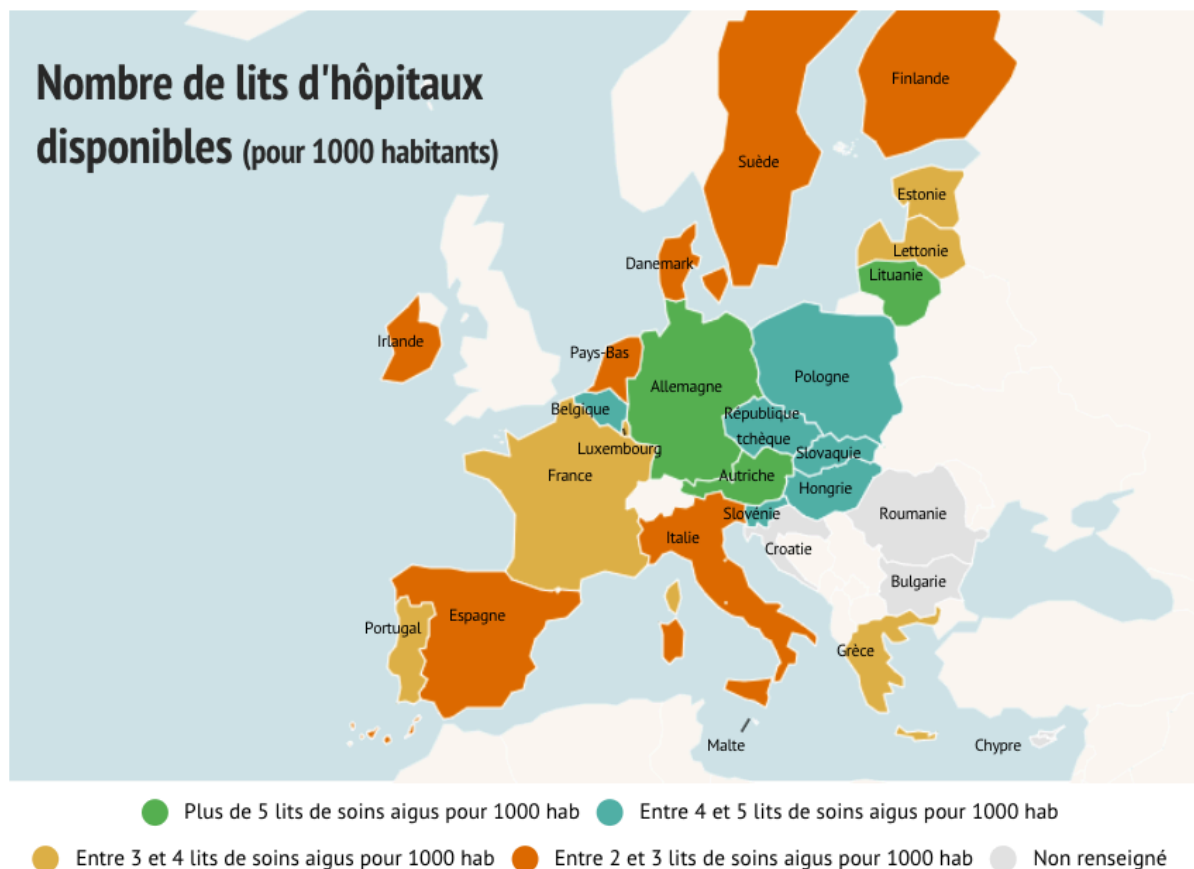 Nombre de lits d'hôpitaux
disponibles (pour 1000 habitants)
Finlande
Suède
Estonie
Lettonie
Danemark
Lituanie
Irlande
Pays-Bas
Pologne
Allemagne
Belgique
République
tchèque
Luxembourg
Slovaquie
France
Autriche
Hongrie
Slovénie
Roumanie
Italie
Croatie
Bulgarie
Espagne
Portugal
Grèce
Malte
Chypre
Plus de 5 lits de soins aigus pour 1000 hab
Entre 4 et 5 lits de soins aigus pour 1000 hab
Entre 3 et 4 lits de soins aigus pour 1000 hab
Entre 2 et 3 lits de soins aigus pour 1000 hab
Non renseigné